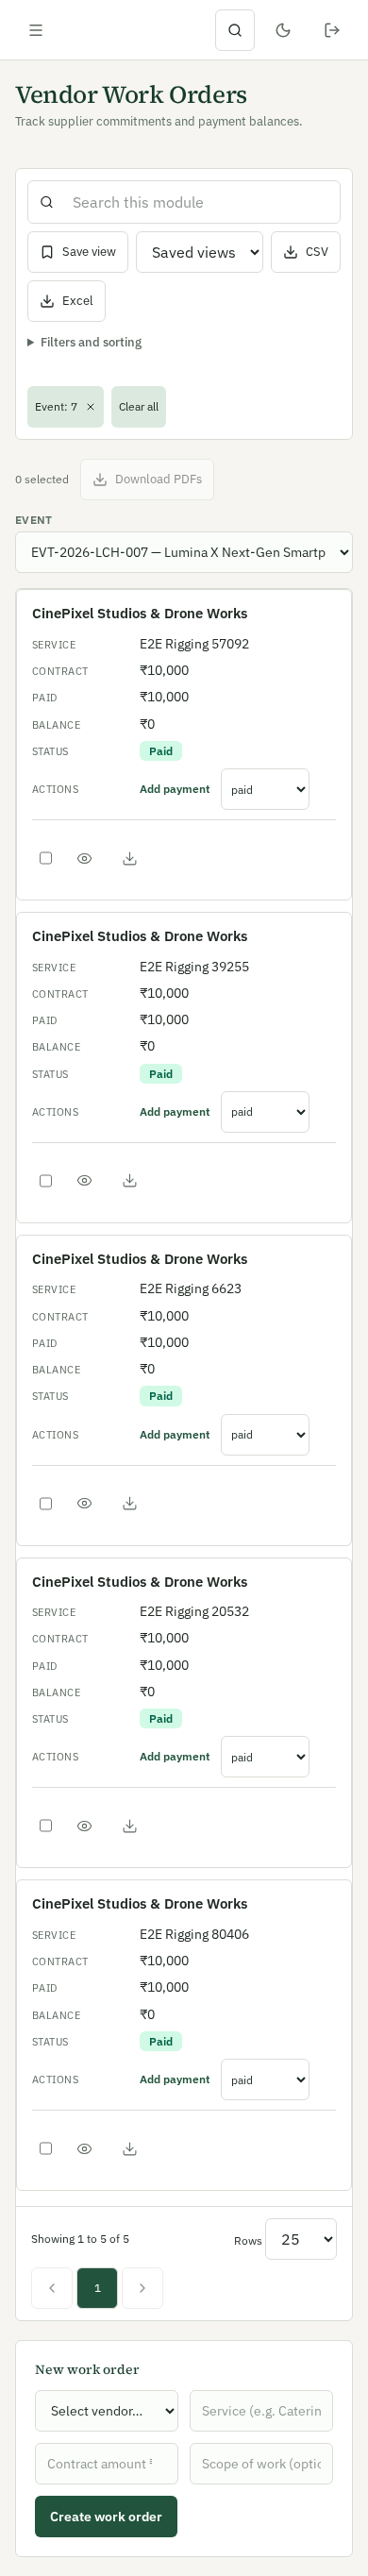 Vendor Work Orders
Track supplier commitments and payment balances.
Search this module
Save view
Saved views
CSV
Excel
Filters and sorting
Event: 7
Clear all
0 selected
Download PDFs
EVENT
EVT-2026-LCH-007 — Lumina X Next-Gen Smartp
CinePixel Studios & Drone Works
SERVICE E2E Rigging 57092
CONTRACT ₹10,000
PAID ₹10,000
BALANCE ₹0
STATUS Paid
ACTIONS Add payment paid
CinePixel Studios & Drone Works
SERVICE E2E Rigging 39255
CONTRACT ₹10,000
PAID ₹10,000
BALANCE ₹0
STATUS Paid
ACTIONS Add payment paid
CinePixel Studios & Drone Works
SERVICE E2E Rigging 6623
CONTRACT ₹10,000
PAID ₹10,000
BALANCE ₹0
STATUS Paid
ACTIONS Add payment paid
CinePixel Studios & Drone Works
SERVICE E2E Rigging 20532
CONTRACT ₹10,000
PAID ₹10,000
BALANCE ₹0
STATUS Paid
ACTIONS Add payment paid
CinePixel Studios & Drone Works
SERVICE E2E Rigging 80406
CONTRACT ₹10,000
PAID ₹10,000
BALANCE ₹0
STATUS Paid
ACTIONS Add payment paid
Showing 1 to 5 of 5
Rows 25
1
New work order
Select vendor...
Service (e.g. Caterin
Contract amount
Scope of work (optio
Create work order